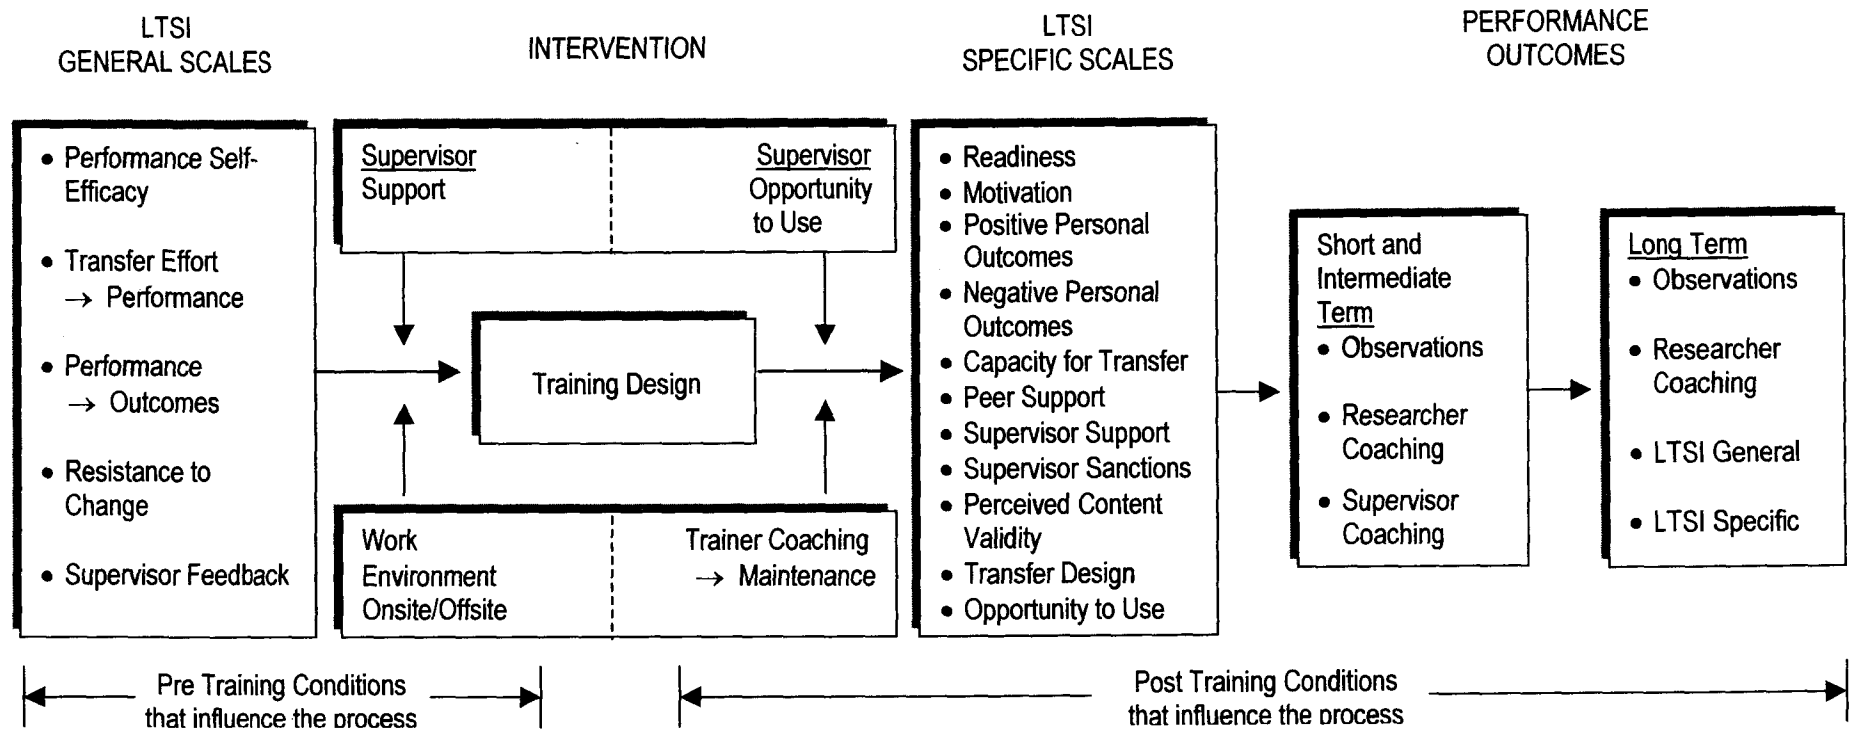 LTSI
GENERAL SCALES
INTERVENTION
LTSI
SPECIFIC SCALES
PERFORMANCE
OUTCOMES
• Performance Self-
Efficacy
• Transfer Effort
→ Performance
• Performance
→ Outcomes
• Resistance to
Change
• Supervisor Feedback
Supervisor
Support
Supervisor
Opportunity
to Use
Training Design
Work
Environment
Onsite/Offsite
Trainer Coaching
→ Maintenance
• Readiness
• Motivation
• Positive Personal
Outcomes
• Negative Personal
Outcomes
• Capacity for Transfer
• Peer Support
• Supervisor Support
• Supervisor Sanctions
• Perceived Content
Validity
• Transfer Design
• Opportunity to Use
Short and
Intermediate
Term
• Observations
• Researcher
Coaching
• Supervisor
Coaching
Long Term
• Observations
• Researcher
Coaching
• LTSI General
• LTSI Specific
Pre Training Conditions
that influence the process
Post Training Conditions
that influence the process